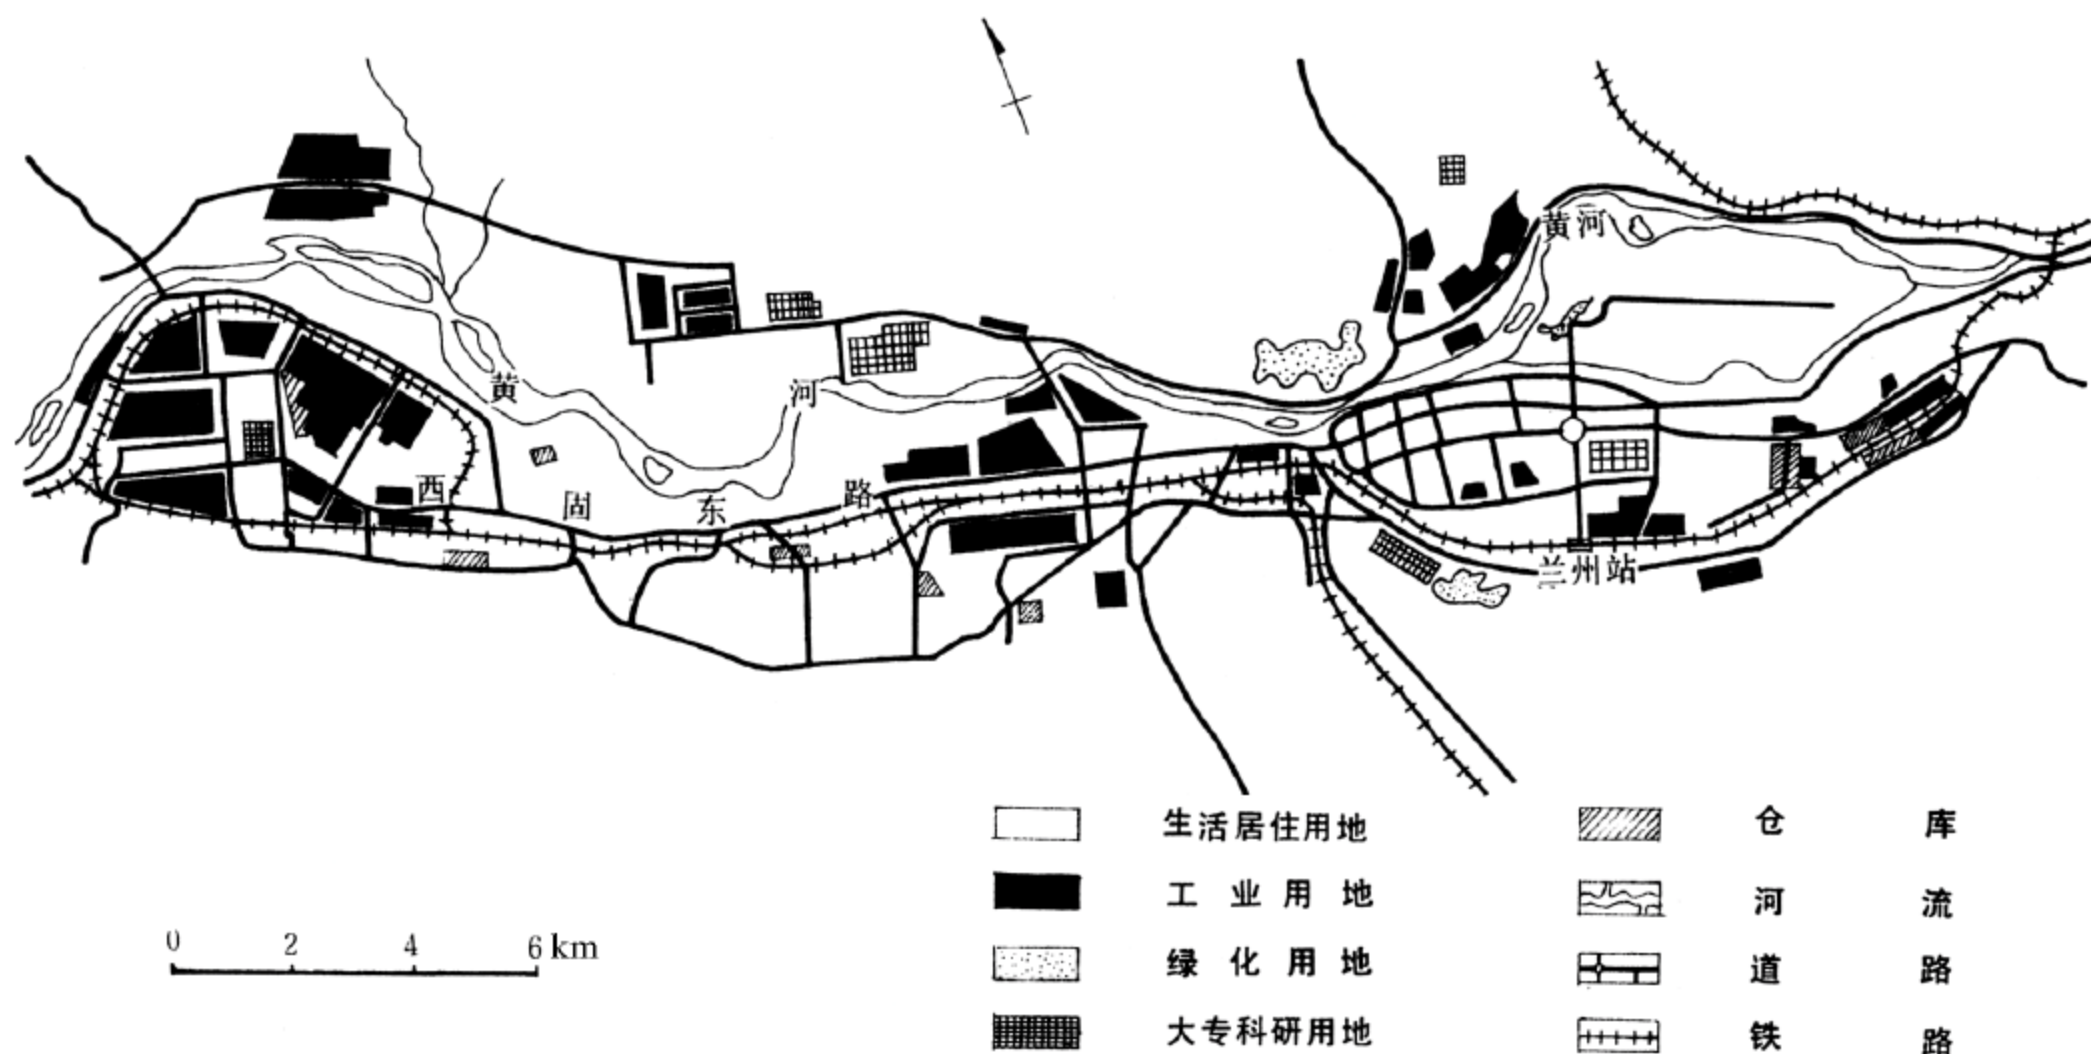 黄河
黄 河
西 固 东 路
兰州站
生活居住用地
工业用地
绿化用地
大专科研用地
仓库
河流
道路
铁路
0 2 4 6 km